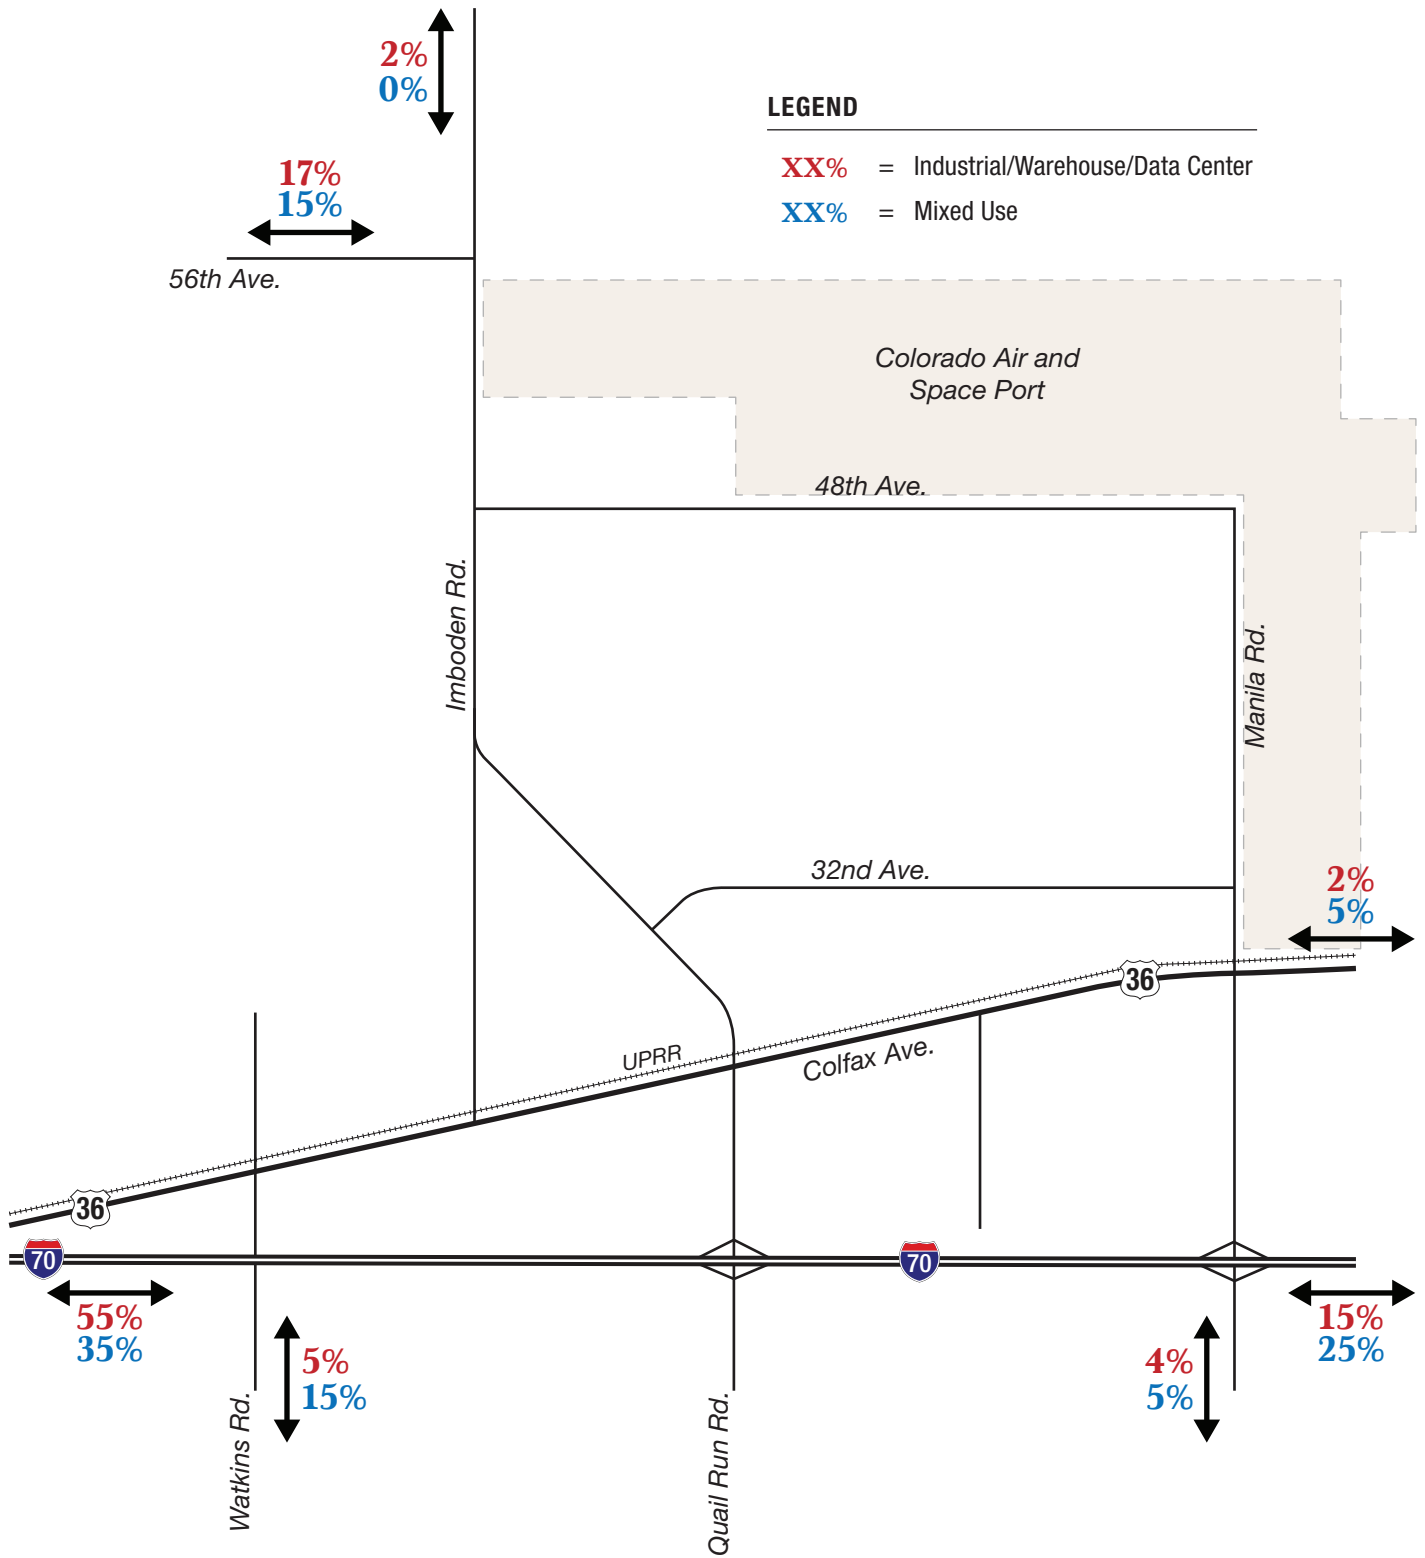 2%
0%
LEGEND
XX% = Industrial/Warehouse/Data Center
XX% = Mixed Use
17%
15%
56th Ave.
Colorado Air and
Space Port
48th Ave.
Imboden Rd.
Manila Rd.
32nd Ave.
2%
5%
36
UPRR
Colfax Ave.
36
70
70
55%
35%
15%
25%
5%
15%
4%
5%
Watkins Rd.
Quail Run Rd.